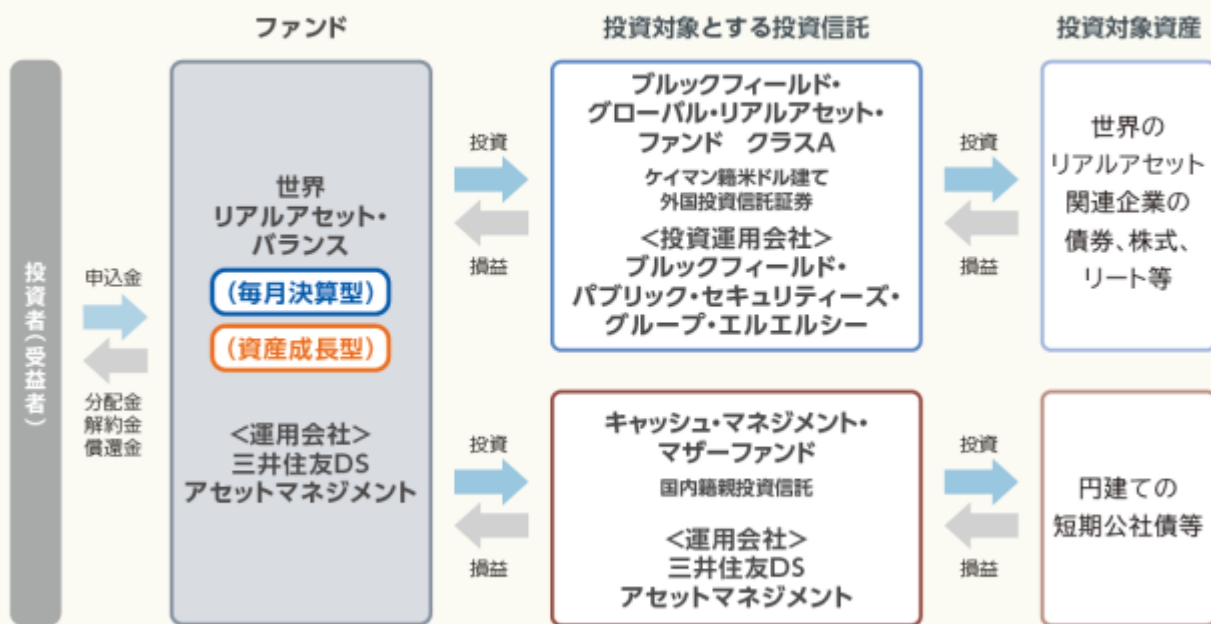 ファンド
投資対象とする投資信託
投資対象資産
投資者(受益者)
申込金
分配金
解約金
償還金
世界
リアルアセット・
バランス
(毎月決算型)
(資産成長型)
<運用会社>
三井住友DS
アセットマネジメント
投資
損益
ブルックフィールド・
グローバル・リアルアセット・
ファンド クラスA
ケイマン籍米ドル建て
外国投資信託証券
<投資運用会社>
ブルックフィールド・
パブリック・セキュリティーズ・
グループ・エルエルシー
投資
損益
世界の
リアルアセット
関連企業の
債券、株式、
リート等
投資
損益
キャッシュ・マネジメント・
マザーファンド
国内籍親投資信託
<運用会社>
三井住友DS
アセットマネジメント
投資
損益
円建ての
短期公社債等